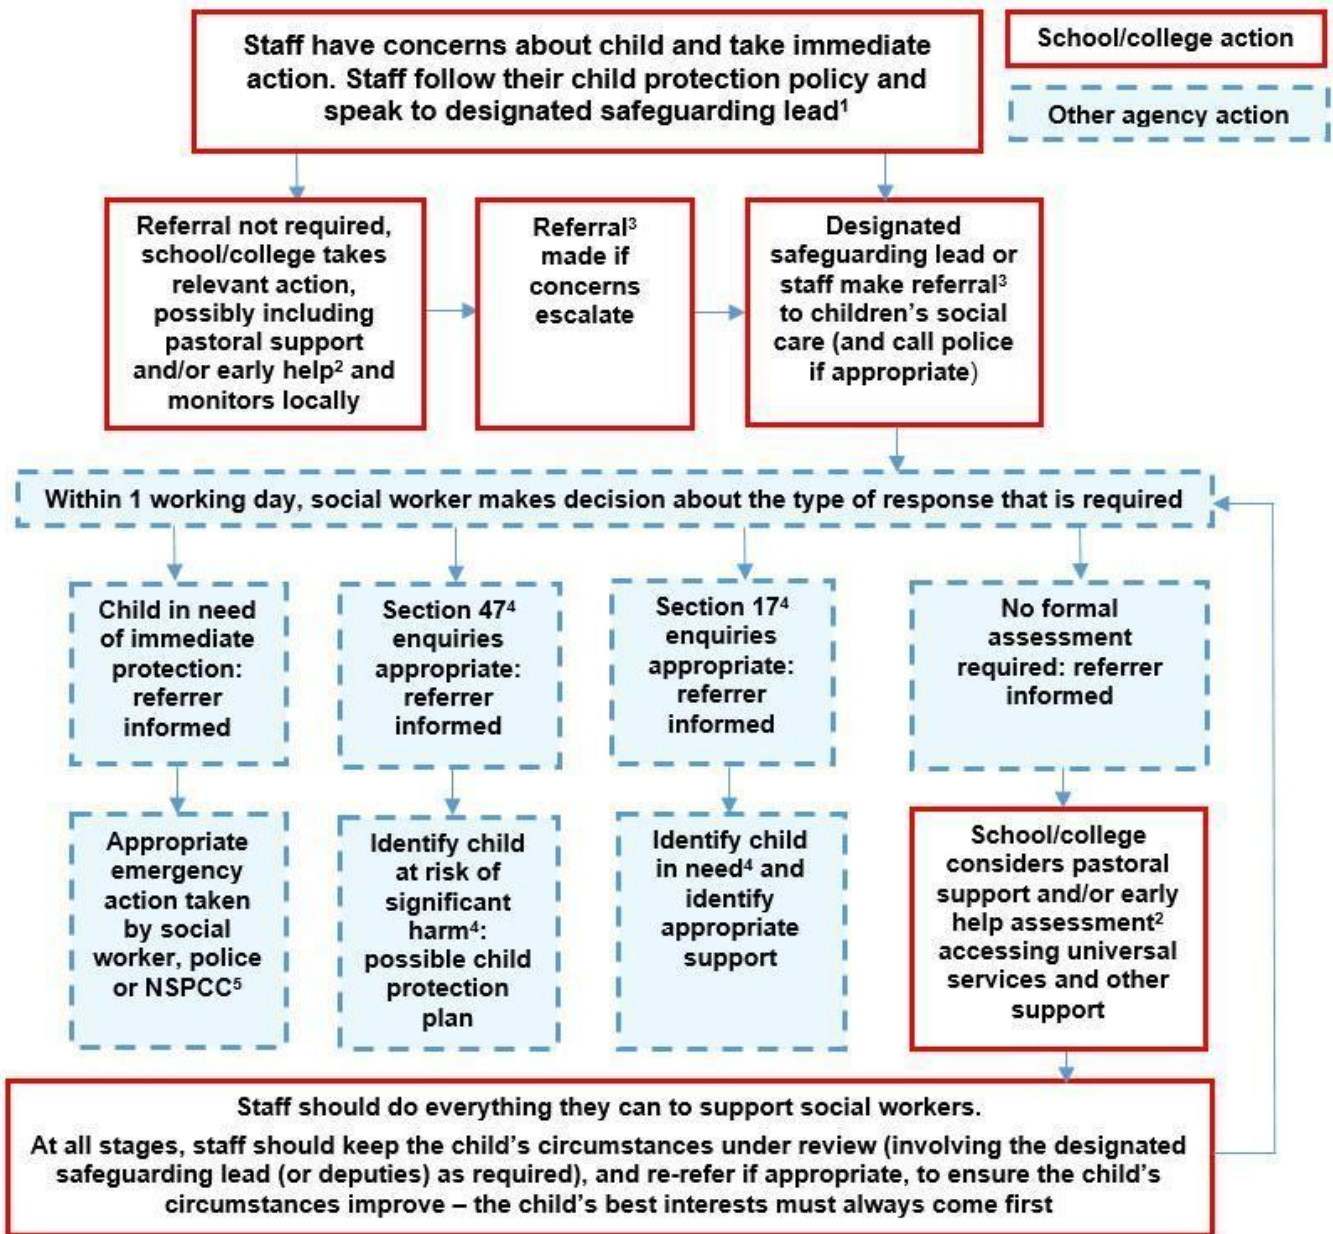 Staff have concerns about child and take immediate
action. Staff follow their child protection policy and
speak to designated safeguarding lead¹
School/college action
Other agency action
Referral not required,
school/college takes
relevant action,
possibly including
pastoral support
and/or early help² and
monitors locally
Referral³
made if
concerns
escalate
Designated
safeguarding lead or
staff make referral³
to children’s social
care (and call police
if appropriate)
Within 1 working day, social worker makes decision about the type of response that is required
Child in need
of immediate
protection:
referrer
informed
Section 47⁴
enquiries
appropriate:
referrer
informed
Section 17⁴
enquiries
appropriate:
referrer
informed
No formal
assessment
required: referrer
informed
Appropriate
emergency
action taken
by social
worker, police
or NSPCC⁵
Identify child
at risk of
significant
harm⁴:
possible child
protection
plan
Identify child
in need⁴ and
identify
appropriate
support
School/college
considers pastoral
support and/or early
help assessment²
accessing universal
services and other
support
Staff should do everything they can to support social workers.
At all stages, staff should keep the child’s circumstances under review (involving the designated
safeguarding lead (or deputies) as required), and re-refer if appropriate, to ensure the child’s
circumstances improve – the child’s best interests must always come first